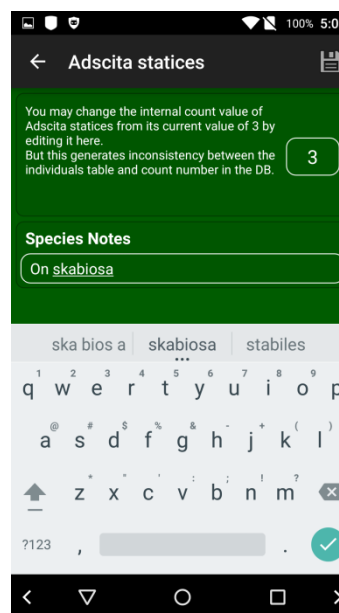 100% 5:0
Adscita statices
You may change the internal count value of
Adscita statices from its current value of 3 by
editing it here.
But this generates inconsistency between the
individuals table and count number in the DB.
3
Species Notes
On skabiosa
ska bios a skabiosa stabiles
1 2 3 4 5 6 7 8 9
q w e r t y u i o p
@ # $ % & - + ( )
a s d f g h j k l
* " ' : ; ! ?
z x c v b n m
?123 , .